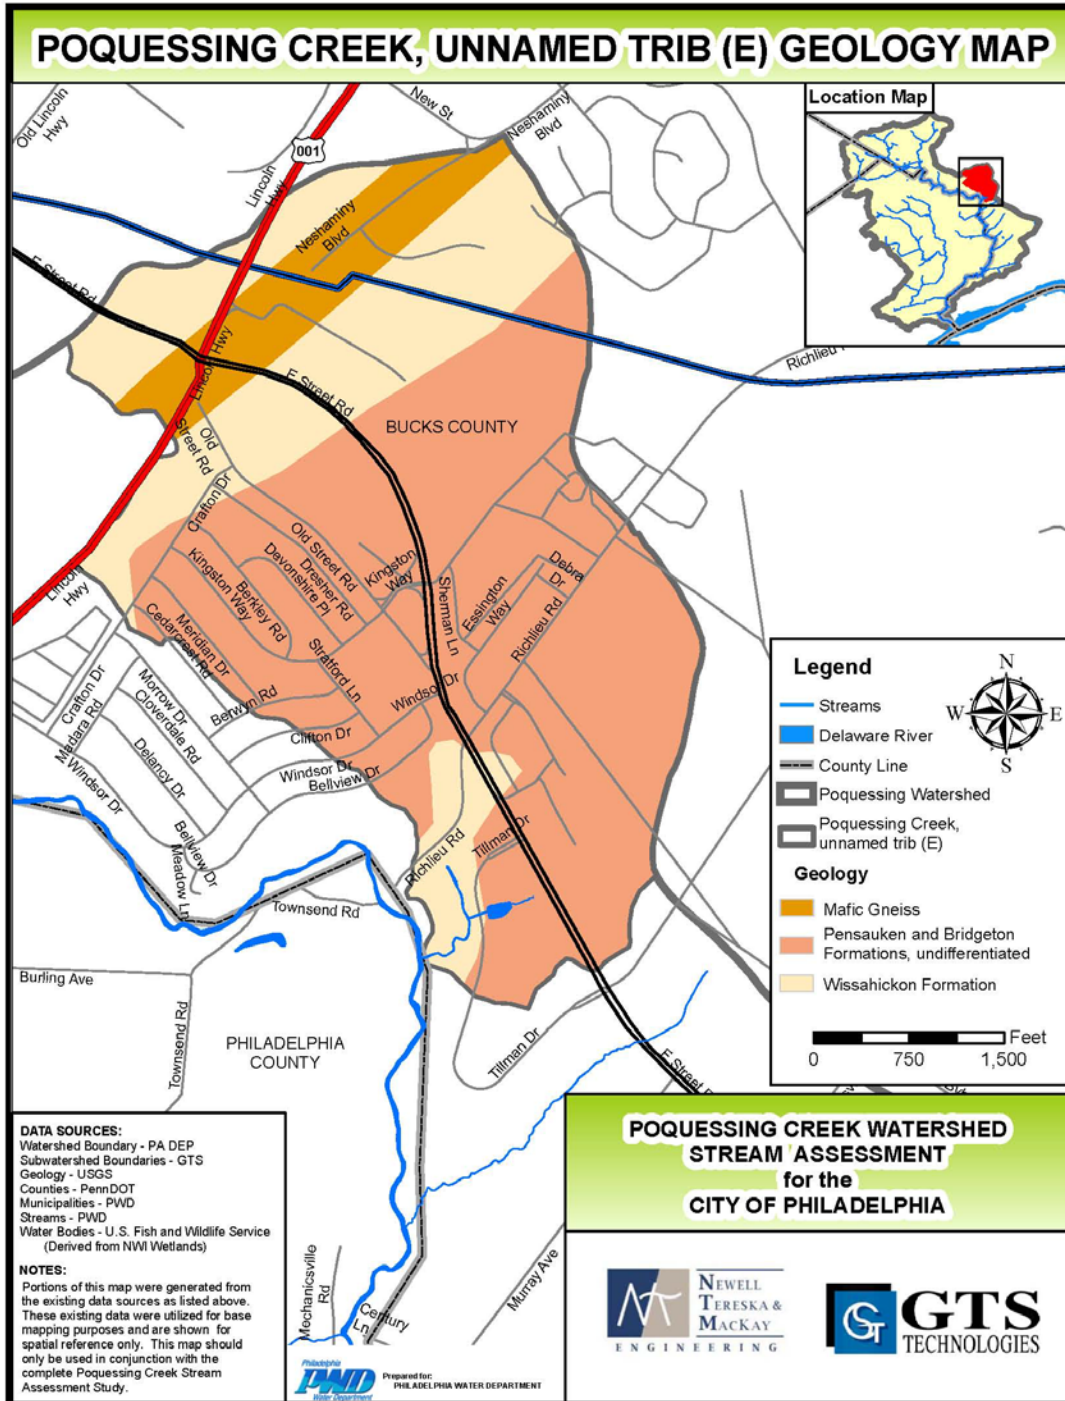 POQUESSING CREEK, UNNAMED TRIB (E) GEOLOGY MAP
Location Map
Old Lincoln
Hwy
New St
Neshaminy
Blvd
001
Lincoln
Hwy
Neshaminy
Blvd
E Street Rd
Lincoln Hwy
E Street Rd
Richlieu
BUCKS COUNTY
Old
Street Rd
Crafton Dr
Old Street Rd
Dresher Rd
Devonshire Pl
Kingston
Way
Kingston Way
Berkley Rd
Sherman Ln
Essington
Way
Debra
Dr
Richlieu Rd
Lincoln
Hwy
Meridian Dr
Cedarcrest Rd
Stratford Ln
Windsor Dr
Berwyn Rd
Clifton Dr
Crafton Dr
Madara Rd
Morrow Dr
Cloverdale Rd
Delancy Dr
Windsor Dr
Windsor Dr
Bellview Dr
Bellview Dr
Meadow Ln
Richlieu Rd
Tillman Dr
Townsend Rd
Burling Ave
Townsend Rd
PHILADELPHIA
COUNTY
Tillman Dr
E Street
Mechanicsville
Rd
Century
Ln
Murray Ave
Legend
N
W
E
S
Streams
Delaware River
County Line
Poquessing Watershed
Poquessing Creek,
unnamed trib (E)
Geology
Mafic Gneiss
Pensauken and Bridgeton
Formations, undifferentiated
Wissahickon Formation
Feet
0 750 1,500
DATA SOURCES:
Watershed Boundary - PA DEP
Subwatershed Boundaries - GTS
Geology - USGS
Counties - PennDOT
Municipalities - PWD
Streams - PWD
Water Bodies - U.S. Fish and Wildlife Service
(Derived from NWI Wetlands)
NOTES:
Portions of this map were generated from
the existing data sources as listed above.
These existing data were utilized for base
mapping purposes and are shown for
spatial reference only. This map should
only be used in conjunction with the
complete Poquessing Creek Stream
Assessment Study.
Philadelphia
PWD
Water Department
Prepared for:
PHILADELPHIA WATER DEPARTMENT
POQUESSING CREEK WATERSHED
STREAM ASSESSMENT
for the
CITY OF PHILADELPHIA
NEWELL
TERESKA &
MACKAY
ENGINEERING
GTS
TECHNOLOGIES